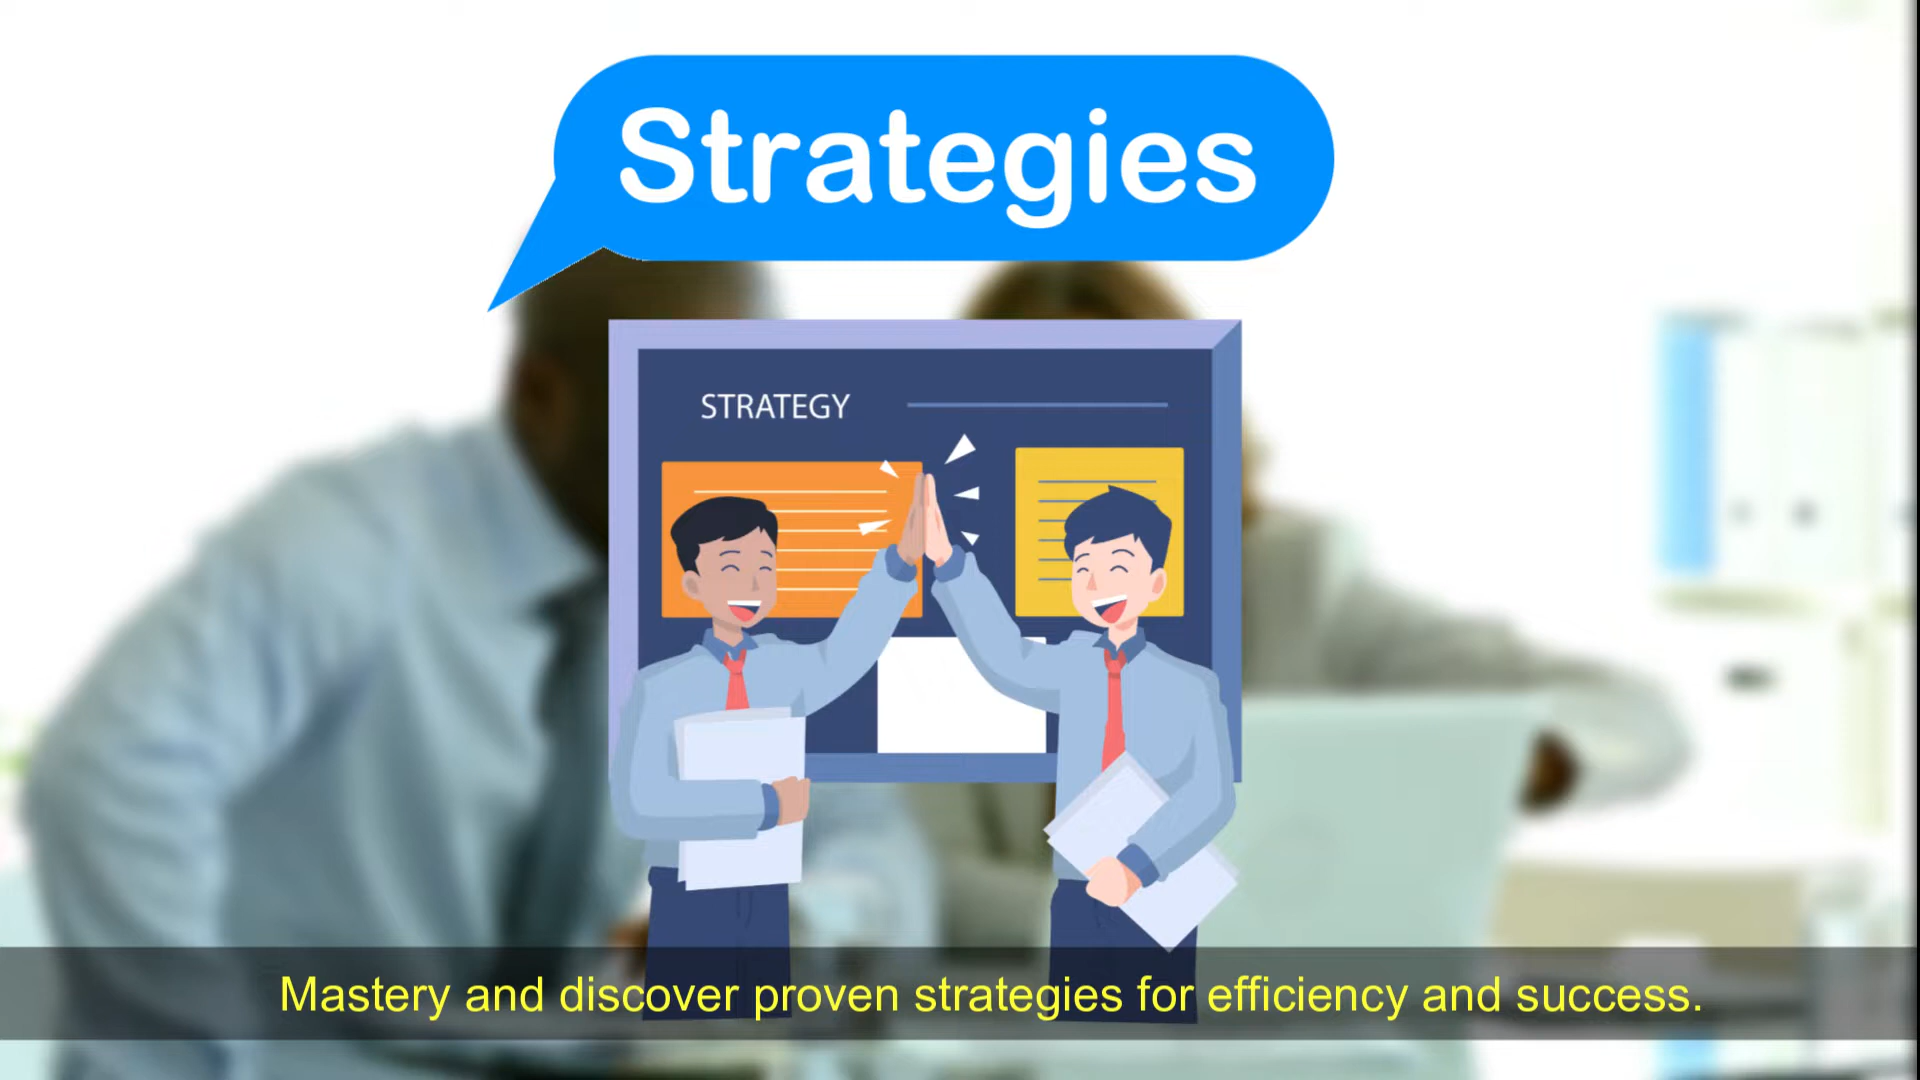 Strategies
STRATEGY
Mastery and discover proven strategies for efficiency and success.